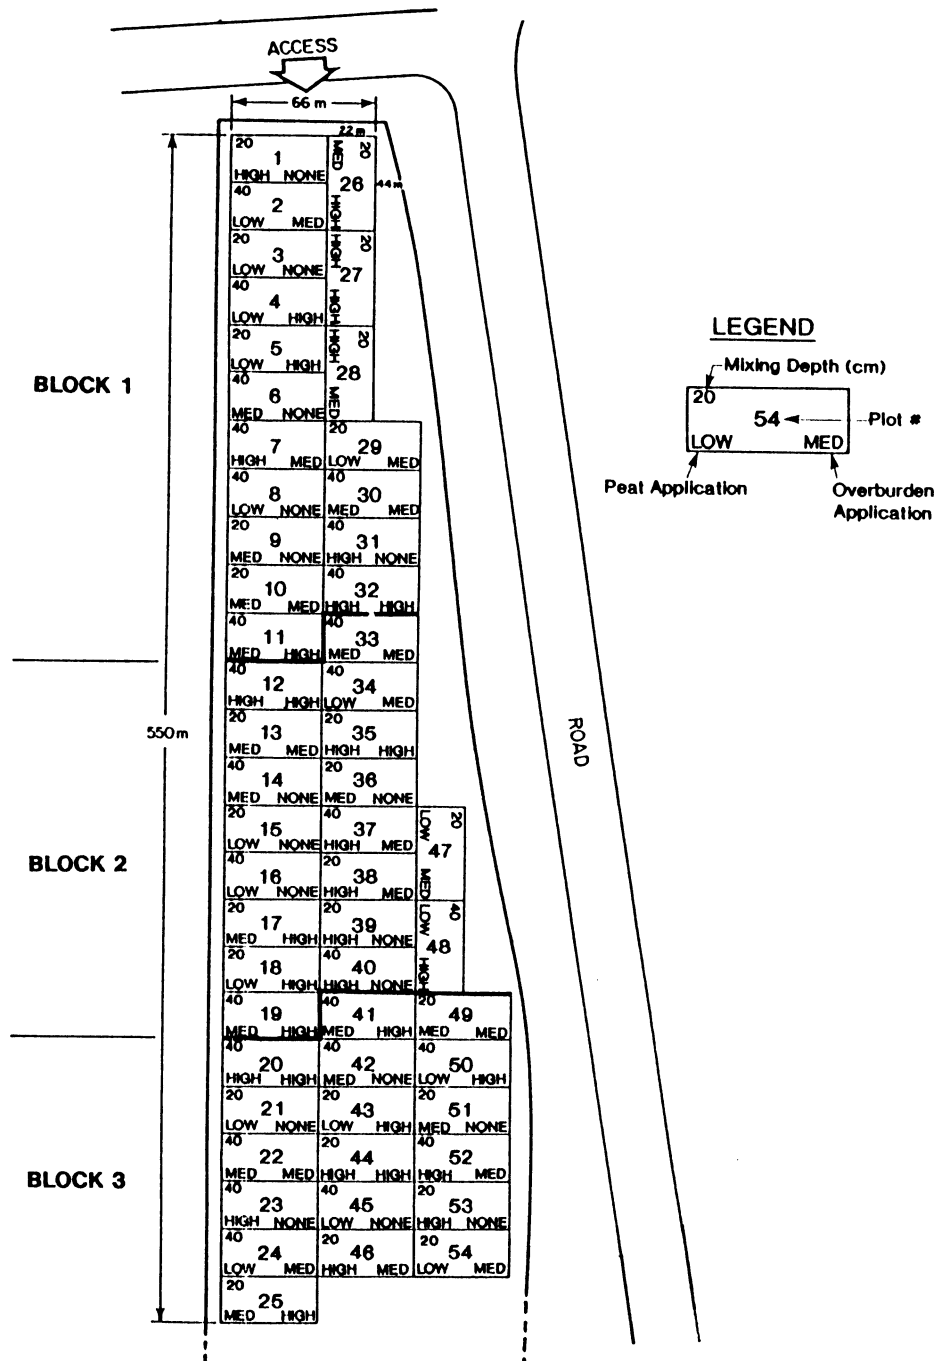 ACCESS
66 m
22 m
44 m
20
1
HIGH NONE
40
2
LOW MED
20
3
LOW NONE
40
4
LOW HIGH
20
5
LOW HIGH
40
6
MED NONE
40
7
HIGH MED
40
8
LOW NONE
20
9
MED NONE
20
10
MED MED
40
11
MED HIGH
40
12
HIGH HIGH
20
13
MED MED
40
14
MED NONE
20
15
LOW NONE
40
16
LOW NONE
20
17
MED HIGH
20
18
LOW HIGH
40
19
MED HIGH
40
20
HIGH HIGH
20
21
LOW NONE
40
22
MED MED
40
23
HIGH NONE
40
24
LOW MED
20
25
MED HIGH
20
26
MED HIGH
20
27
HIGH HIGH
20
28
HIGH MED
20
29
LOW MED
40
30
MED MED
40
31
HIGH NONE
40
32
HIGH HIGH
40
33
MED MED
40
34
LOW MED
20
35
HIGH HIGH
20
36
MED NONE
40
37
HIGH MED
20
38
HIGH MED
20
39
HIGH NONE
40
40
HIGH NONE
40
41
MED HIGH
40
42
MED NONE
20
43
LOW HIGH
20
44
HIGH HIGH
40
45
LOW NONE
20
46
HIGH MED
20
47
LOW MED
40
48
LOW HIGH
20
49
MED MED
40
50
LOW HIGH
20
51
MED NONE
40
52
HIGH MED
20
53
HIGH NONE
20
54
LOW MED
BLOCK 1
BLOCK 2
BLOCK 3
550 m
ROAD
LEGEND
Mixing Depth (cm)
20
54
Plot #
LOW MED
Peat Application
Overburden
Application